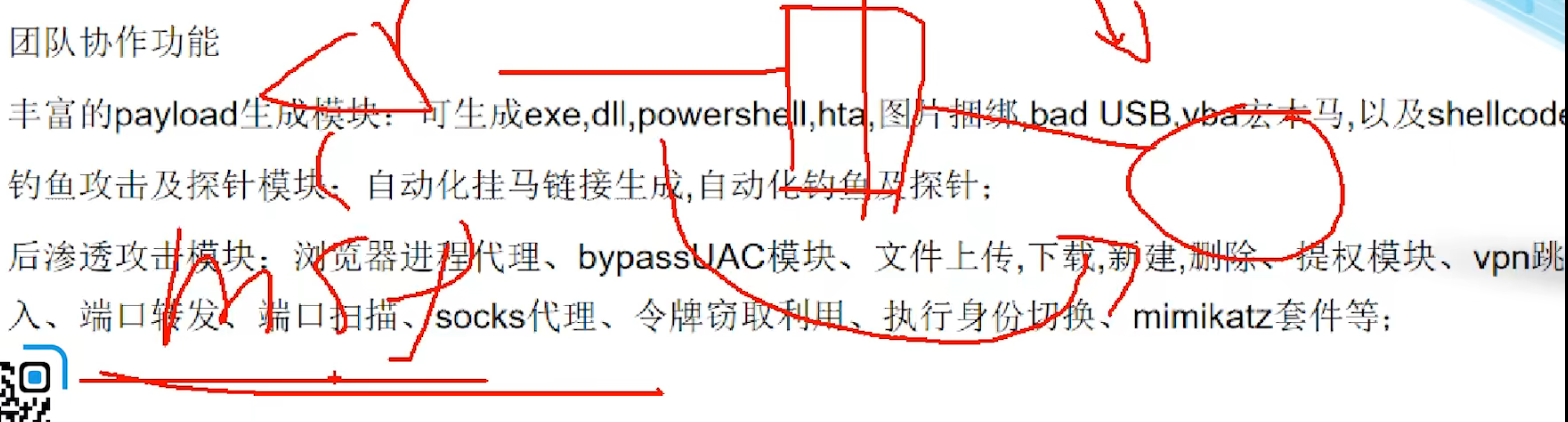 团队协作功能
丰富的payload生成模块：可生成exe,dll,powershell,hta,图片捆绑,bad USB,vba宏木马,以及shellcode
钓鱼攻击及探针模块：自动化挂马链接生成,自动化钓鱼及探针；
后渗透攻击模块：浏览器进程代理、bypassUAC模块、文件上传,下载,新建,删除、提权模块、vpn跳
入、端口转发、端口扫描、socks代理、令牌窃取利用、执行身份切换、mimikatz套件等；
msf